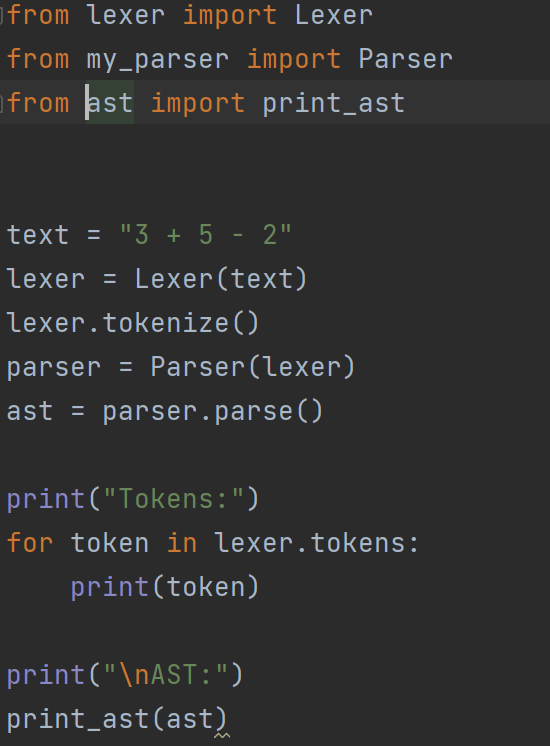 from lexer import Lexer
from my_parser import Parser
from ast import print_ast
text = "3 + 5 - 2"
lexer = Lexer(text)
lexer.tokenize()
parser = Parser(lexer)
ast = parser.parse()
print("Tokens:")
for token in lexer.tokens:
    print(token)
print("\nAST:")
print_ast(ast)